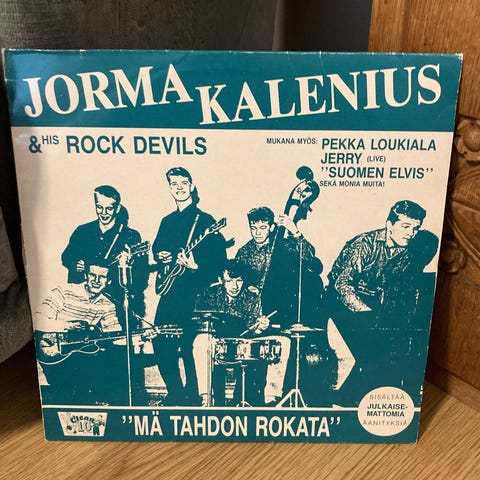 JORMA KALENIUS
& HIS ROCK DEVILS
MUKANA MYÖS: PEKKA LOUKIALA
JERRY (LIVE)
"SUOMEN ELVIS"
SEKÄ MONIA MUITA!
"MÄ TAHDON ROKATA"
SISÄLTÄÄ
JULKAISE-
MATTOMIA
ÄÄNITYKSIÄ